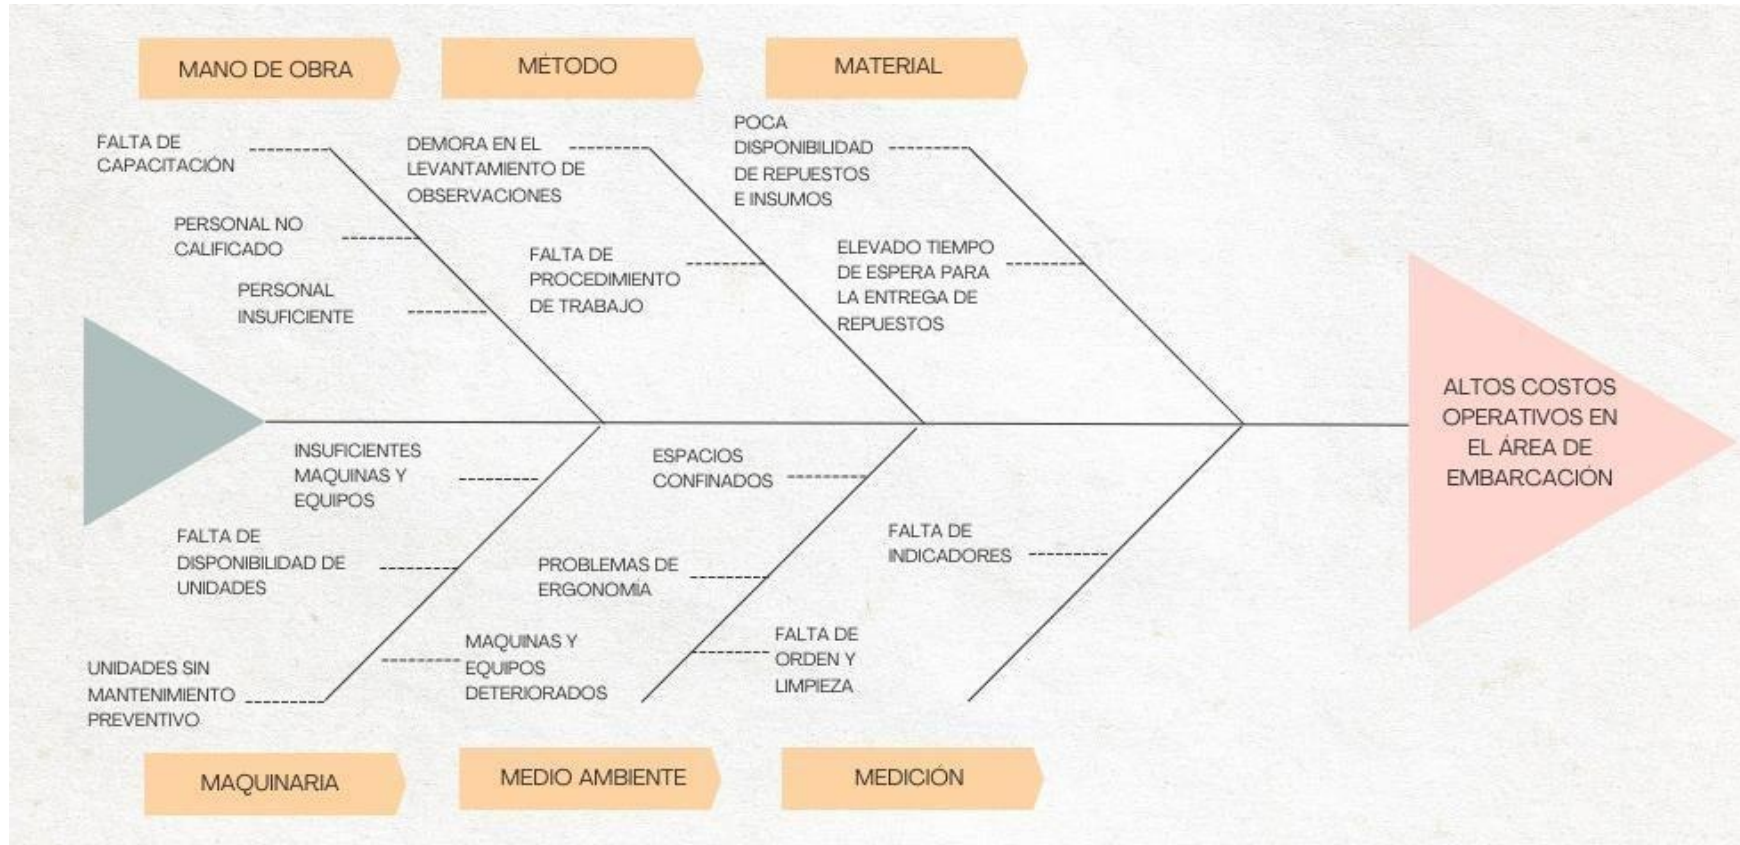 MANO DE OBRA
MÉTODO
MATERIAL
FALTA DE
CAPACITACIÓN
PERSONAL NO
CALIFICADO
PERSONAL
INSUFICIENTE
DEMORA EN EL
LEVANTAMIENTO DE
OBSERVACIONES
FALTA DE
PROCEDIMIENTO
DE TRABAJO
POCA
DISPONIBILIDAD
DE REPUESTOS
E INSUMOS
ELEVADO TIEMPO
DE ESPERA PARA
LA ENTREGA DE
REPUESTOS
ALTOS COSTOS
OPERATIVOS EN
EL ÁREA DE
EMBARCACIÓN
INSUFICIENTES
MAQUINAS Y
EQUIPOS
FALTA DE
DISPONIBILIDAD DE
UNIDADES
UNIDADES SIN
MANTENIMIENTO
PREVENTIVO
MAQUINAS Y
EQUIPOS
DETERIORADOS
ESPACIOS
CONFINADOS
PROBLEMAS DE
ERGONOMÍA
FALTA DE
ORDEN Y
LIMPIEZA
FALTA DE
INDICADORES
MAQUINARIA
MEDIO AMBIENTE
MEDICIÓN